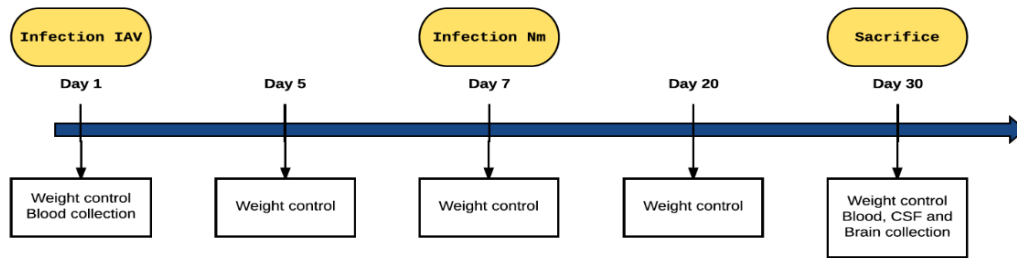 Infection IAV
Infection Nm
Sacrifice
Day 1
Day 5
Day 7
Day 20
Day 30
Weight control
Blood collection
Weight control
Weight control
Weight control
Weight control
Blood, CSF and
Brain collection